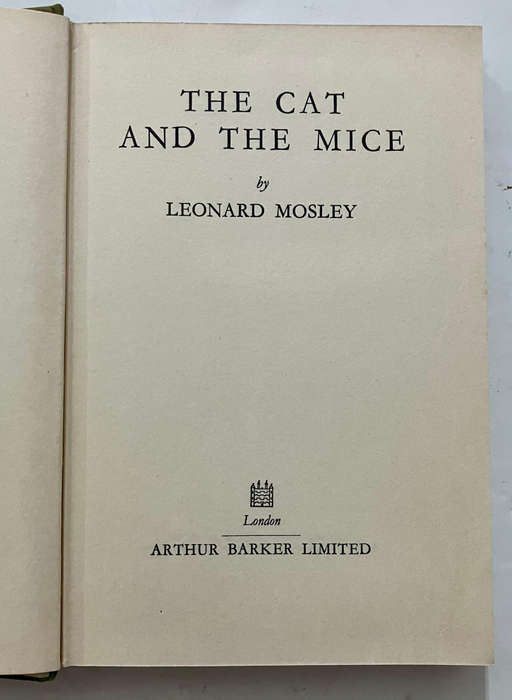 THE CAT
AND THE MICE
by
LEONARD MOSLEY
London
ARTHUR BARKER LIMITED